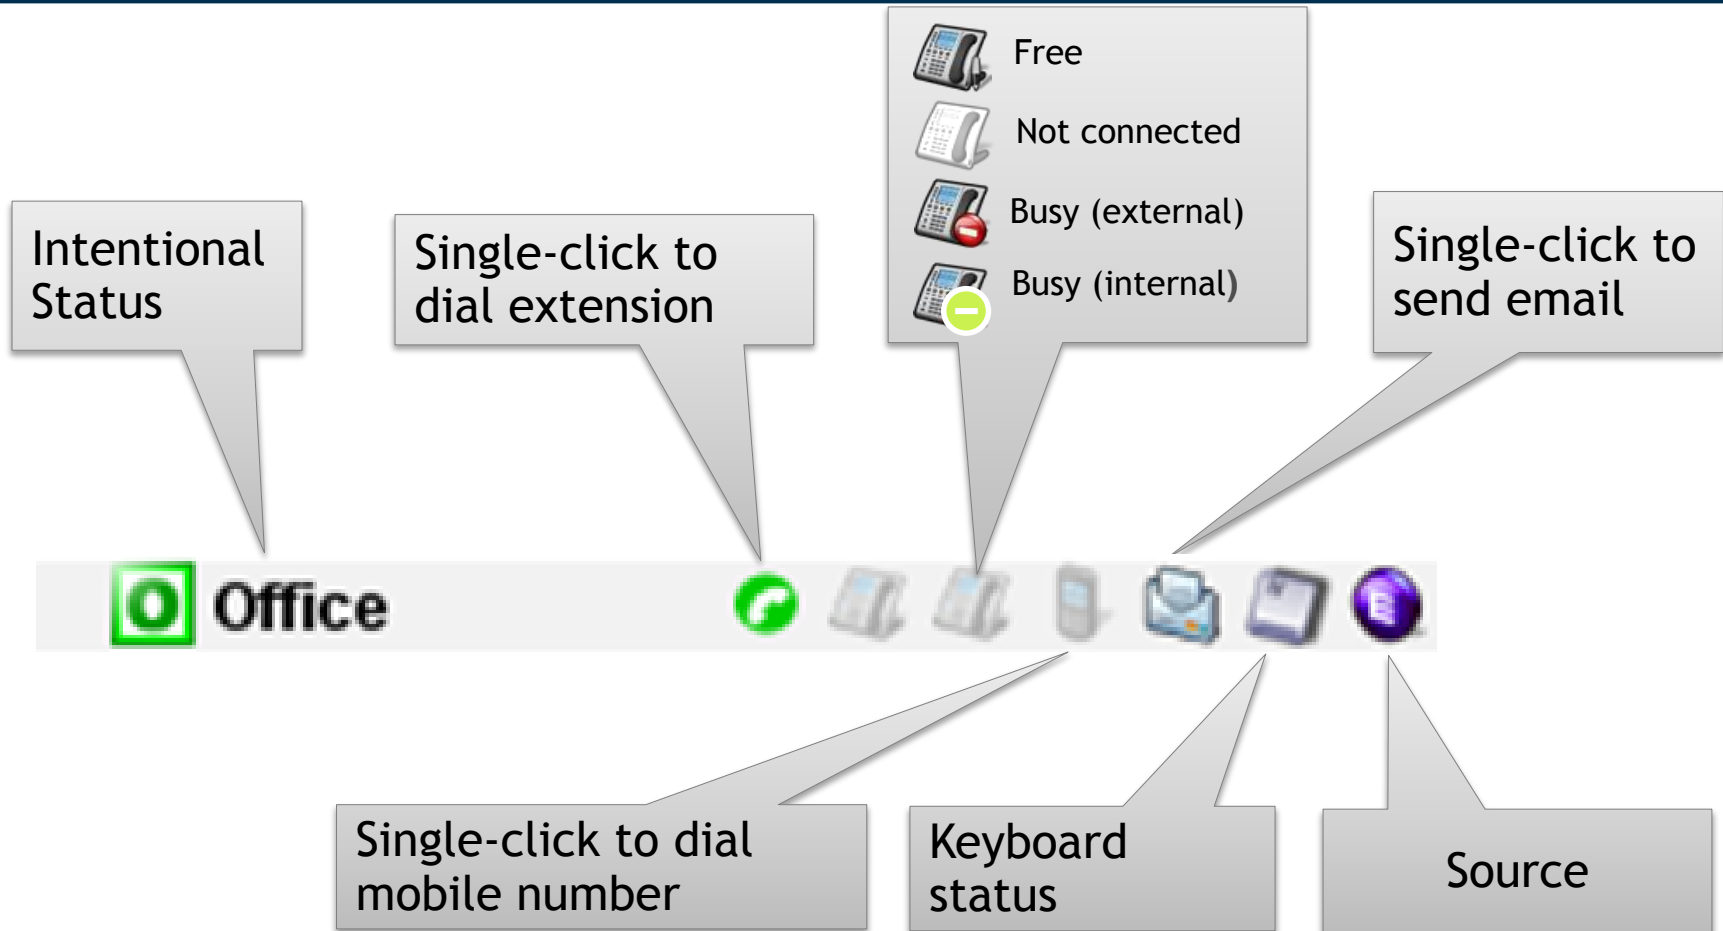 Free
Not connected
Busy (external)
Busy (internal)
Intentional
Status
Single-click to
dial extension
Single-click to
send email
O Office
Single-click to dial
mobile number
Keyboard
status
Source